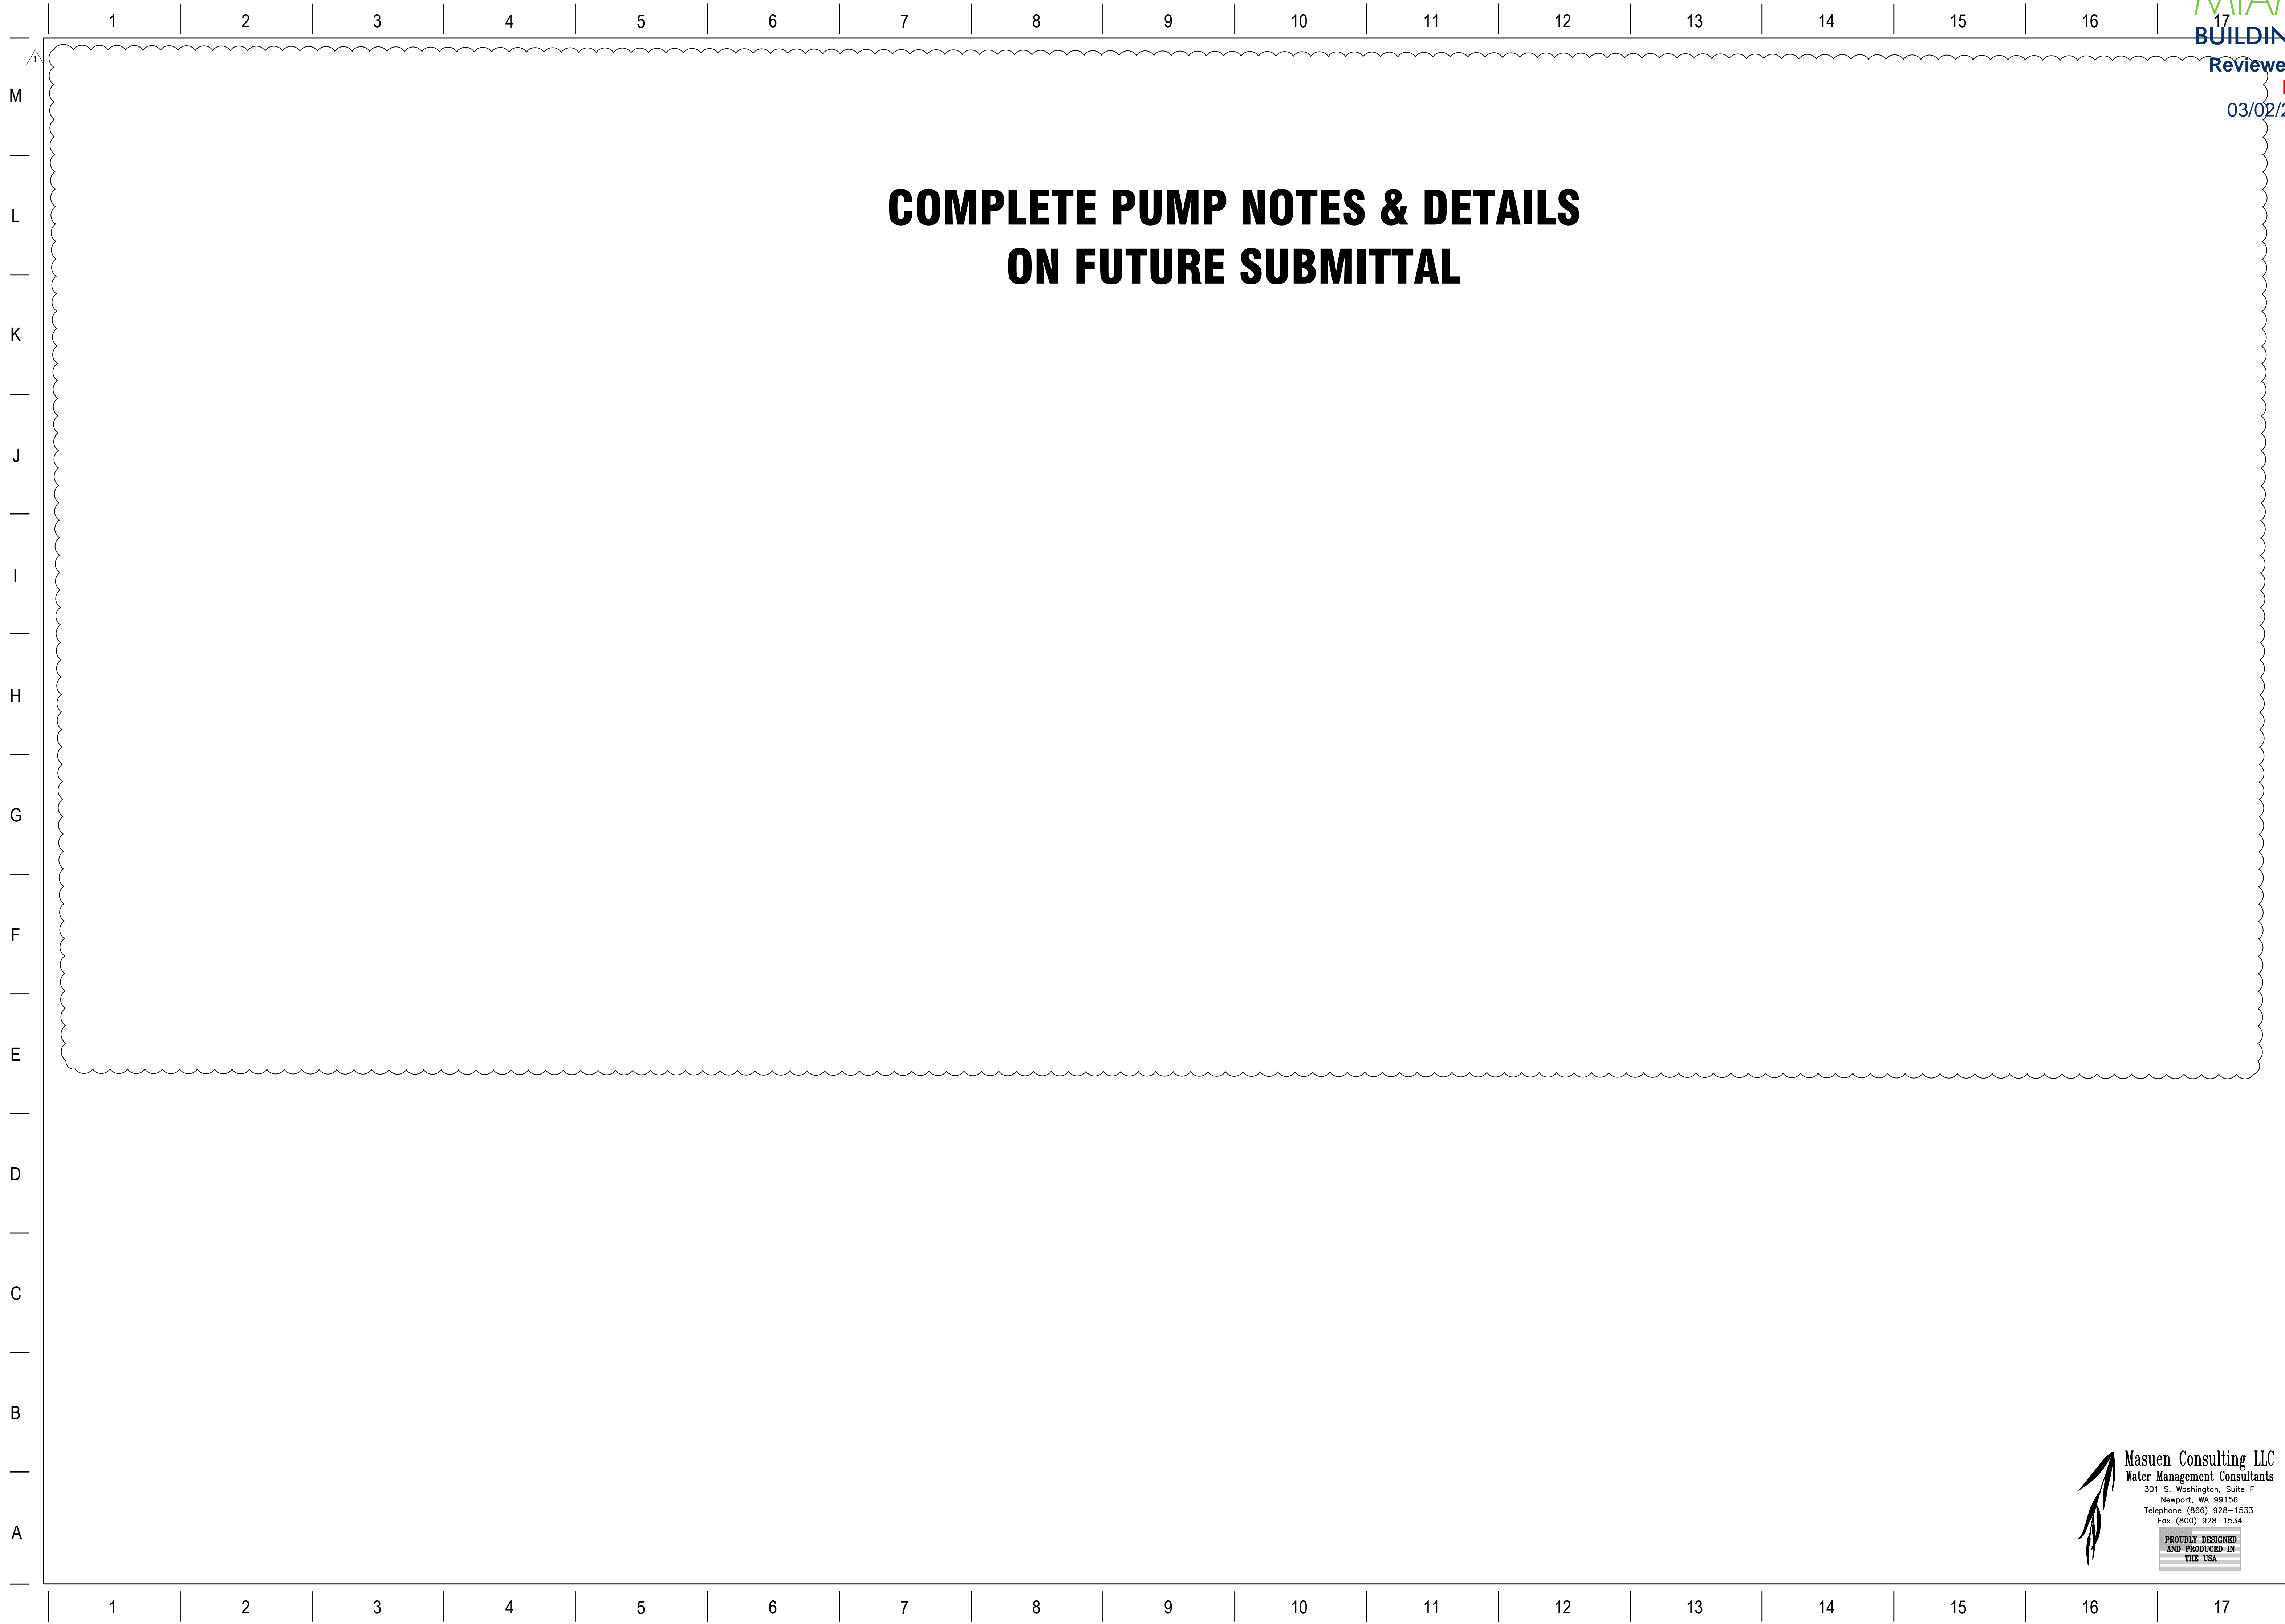 1 2 3 4 5 6 7 8 9 10 11 12 13 14 15 16 17
BUILDIN
Reviewe
03/02/2
1
M
COMPLETE PUMP NOTES & DETAILS
ON FUTURE SUBMITTAL
L
K
J
I
H
G
F
E
D
C
B
A
Masuen Consulting LLC
Water Management Consultants
301 S. Washington, Suite F
Newport, WA 99156
Telephone (866) 928-1533
Fax (800) 928-1534
PROUDLY DESIGNED
AND PRODUCED IN
THE USA
1 2 3 4 5 6 7 8 9 10 11 12 13 14 15 16 17